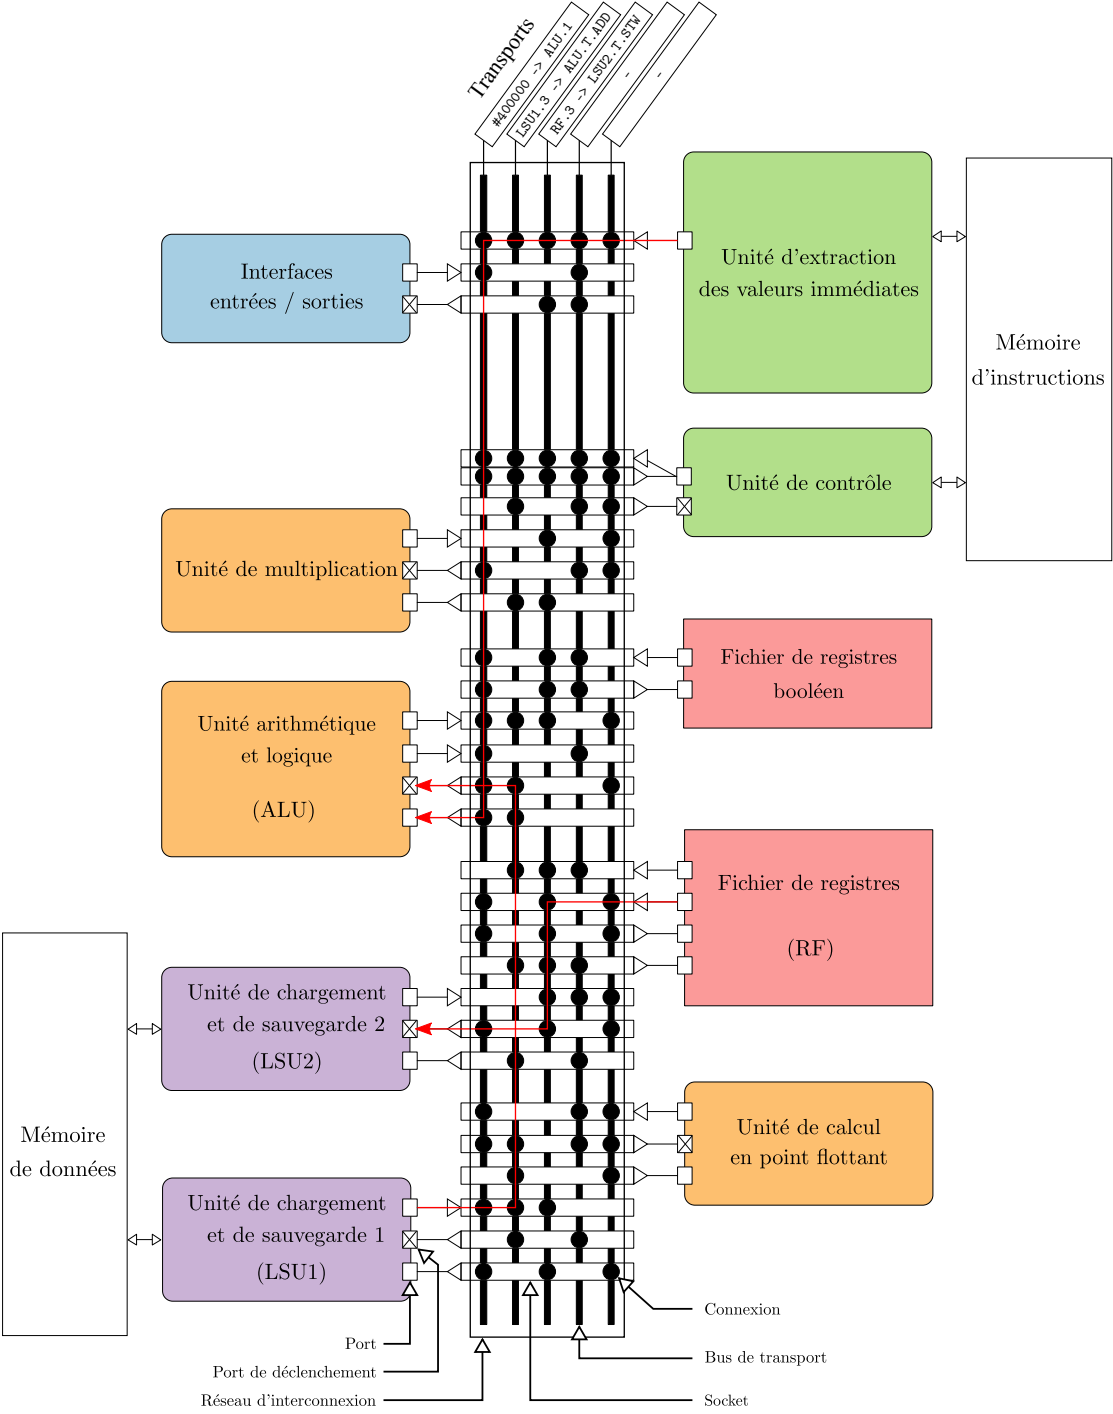 Transports
#400000 -> ALU.1
LSU1.3 -> ALU.T.ADD
RF.3 -> LSU2.T.STW
-
-
Interfaces
entrées / sorties
Unité d'extraction
des valeurs immédiates
Mémoire
d'instructions
Unité de contrôle
Unité de multiplication
Fichier de registres
booléen
Unité arithmétique
et logique
(ALU)
Fichier de registres
(RF)
Unité de chargement
et de sauvegarde 2
(LSU2)
Mémoire
de données
Unité de calcul
en point flottant
Unité de chargement
et de sauvegarde 1
(LSU1)
Port
Port de déclenchement
Réseau d'interconnexion
Connexion
Bus de transport
Socket